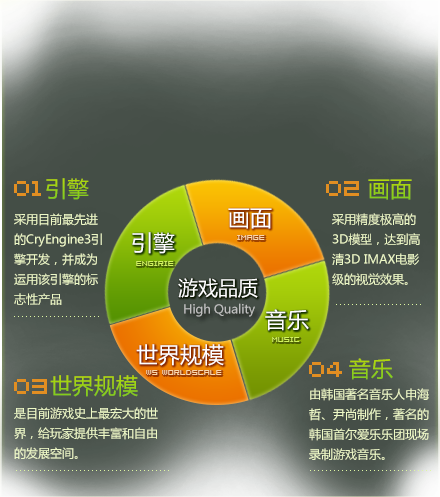 01 引擎
采用目前最先进
的CryEngine3引
擎开发，并成为
运用该引擎的标
志性产品
02 画面
采用精度极高的
3D模型，达到高
清3D IMAX电影
级的视觉效果。
画面
IMAGE
引擎
ENGIRIE
游戏品质
High Quality
音乐
MUSIC
世界规模
WS WORLDSCALE
03 世界规模
是目前游戏史上最宏大的世
界，给玩家提供丰富和自由
的发展空间。
04 音乐
由韩国著名音乐人申海
哲、尹尚制作，著名的
韩国首尔爱乐乐团现场
录制游戏音乐。